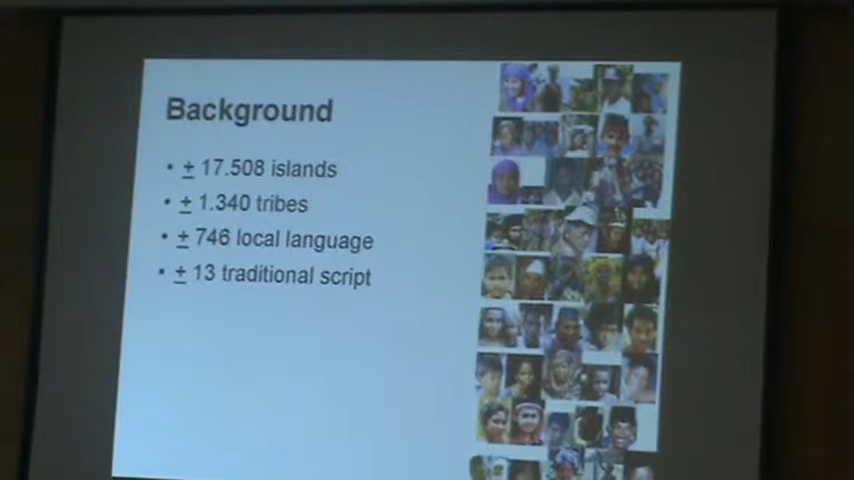 Background
• ± 17.508 islands
• ± 1.340 tribes
• ± 746 local language
• ± 13 traditional script